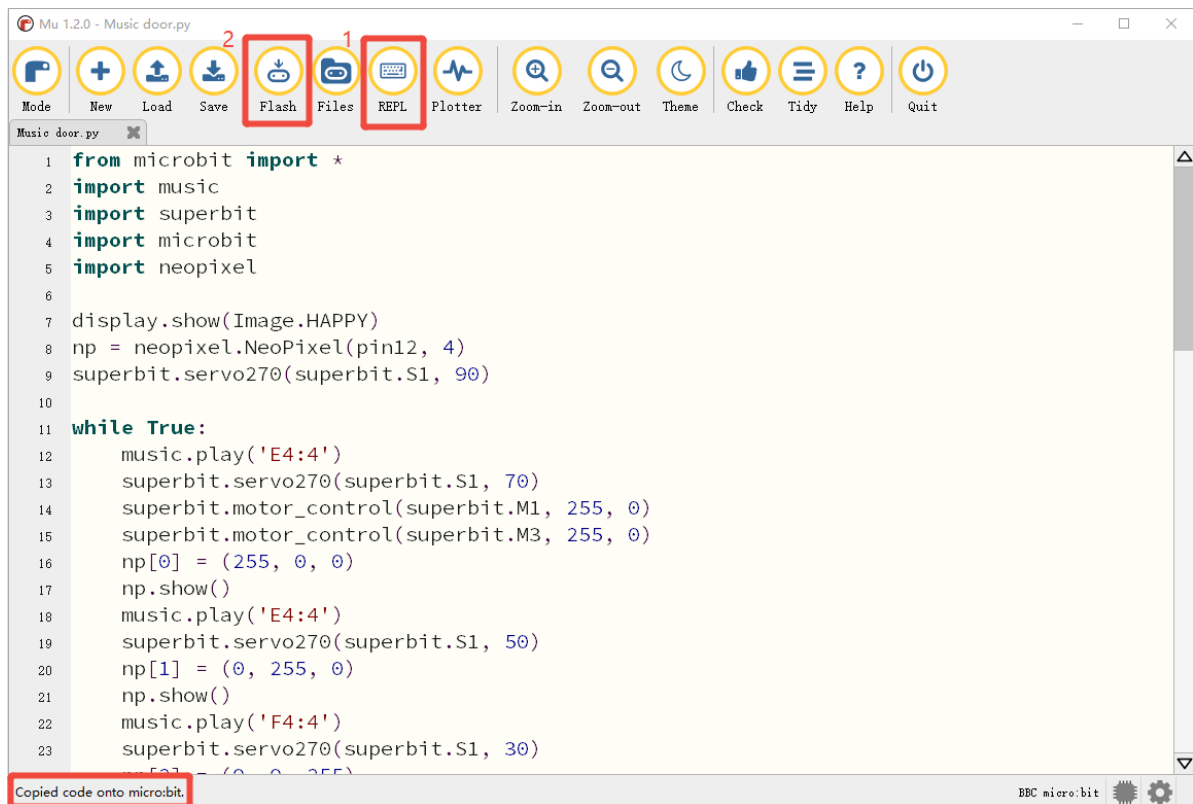 Mu 1.2.0 - Music door.py
2 1
Mode New Load Save Flash Files REPL Plotter Zoom-in Zoom-out Theme Check Tidy Help Quit
Music door.py
1 from microbit import *
2 import music
3 import superbit
4 import microbit
5 import neopixel
6
7 display.show(Image.HAPPY)
8 np = neopixel.NeoPixel(pin12, 4)
9 superbit.servo270(superbit.S1, 90)
10
11 while True:
12     music.play('E4:4')
13     superbit.servo270(superbit.S1, 70)
14     superbit.motor_control(superbit.M1, 255, 0)
15     superbit.motor_control(superbit.M3, 255, 0)
16     np[0] = (255, 0, 0)
17     np.show()
18     music.play('E4:4')
19     superbit.servo270(superbit.S1, 50)
20     np[1] = (0, 255, 0)
21     np.show()
22     music.play('F4:4')
23     superbit.servo270(superbit.S1, 30)
np[2] = (0, 0, 255)
Copied code onto micro:bit. BBC micro:bit